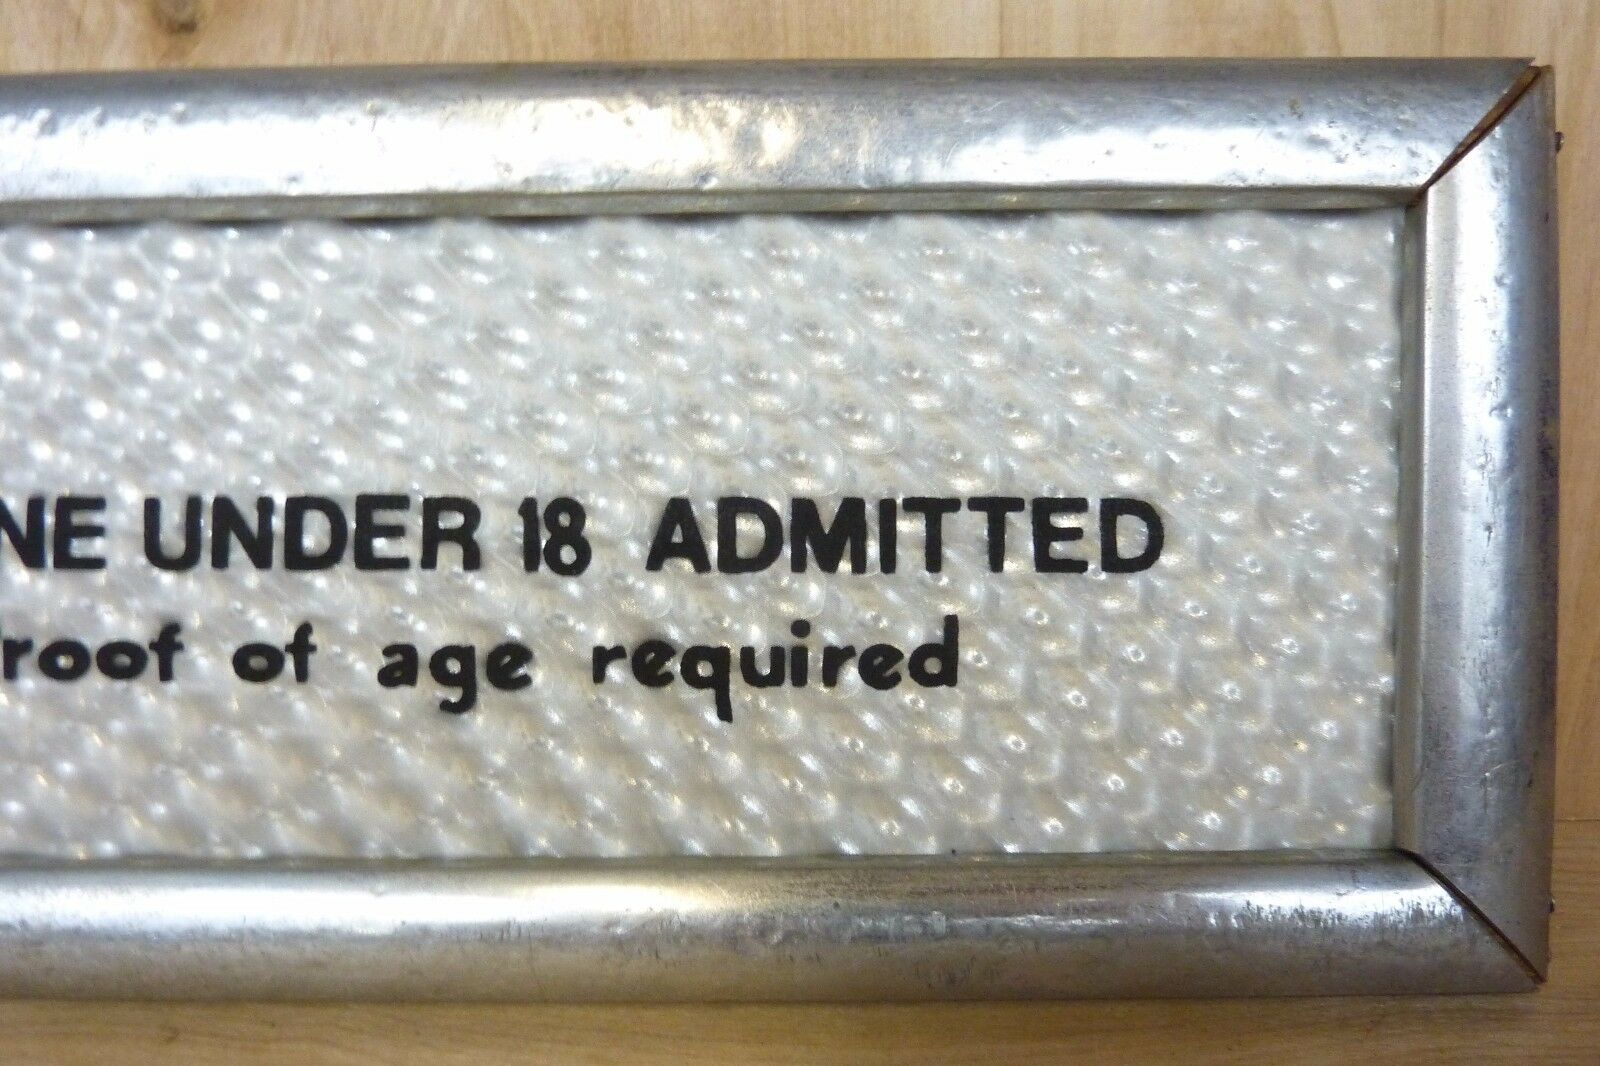 NE UNDER 18 ADMITTED
roof of age required